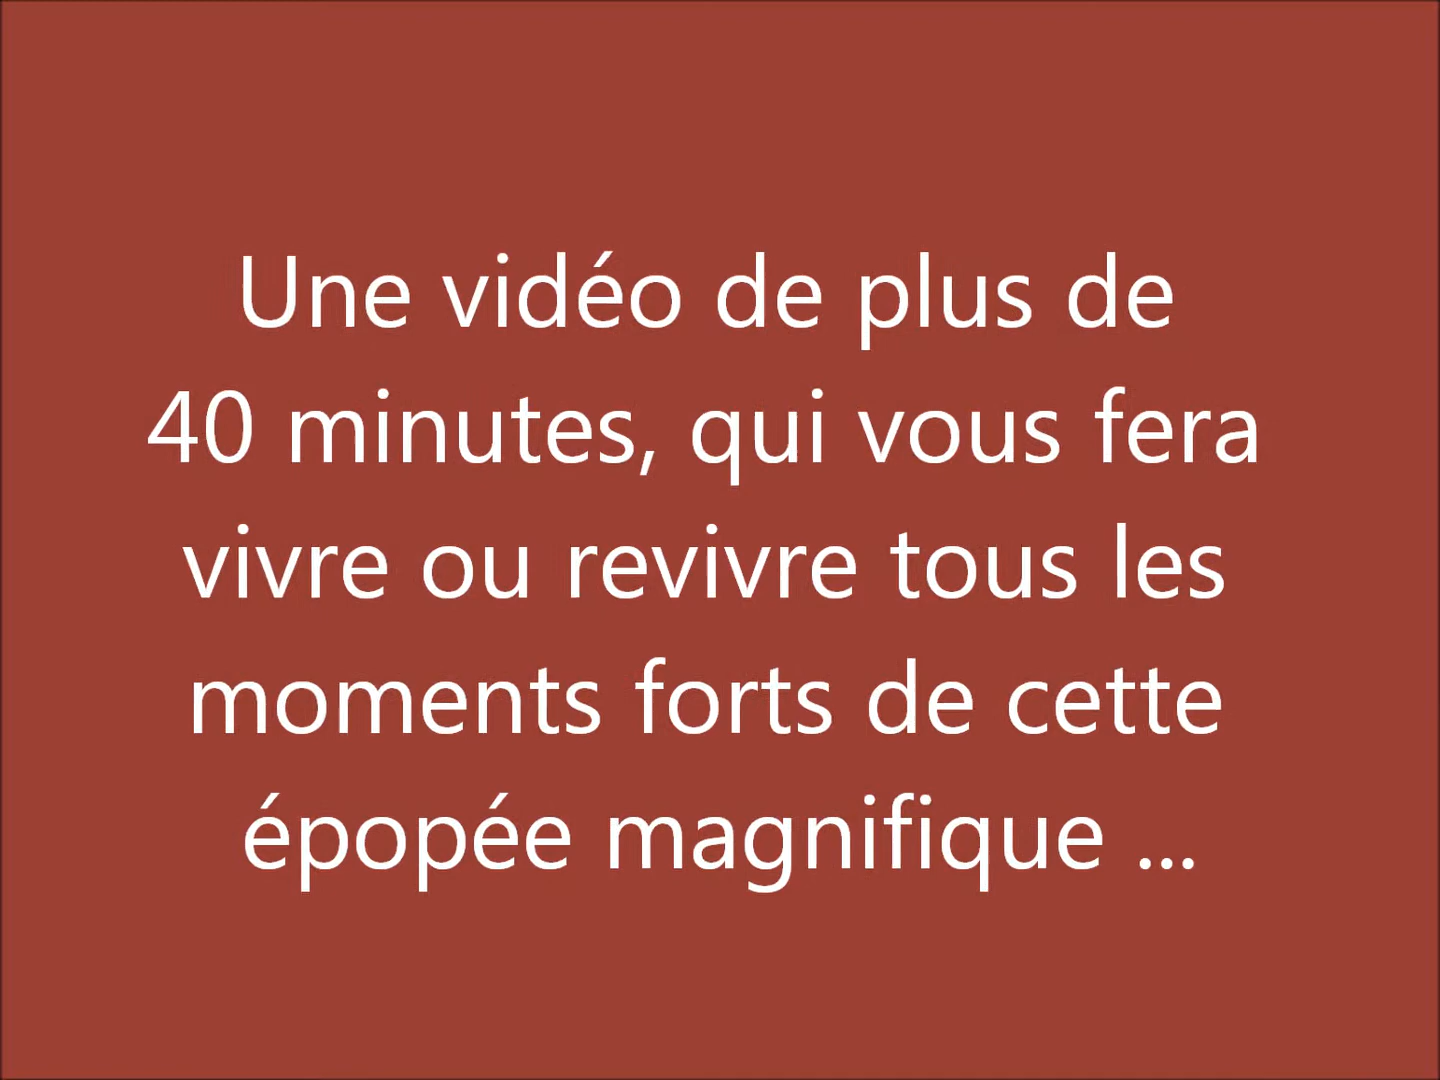 Une vidéo de plus de
40 minutes, qui vous fera
vivre ou revivre tous les
moments forts de cette
épopée magnifique ...